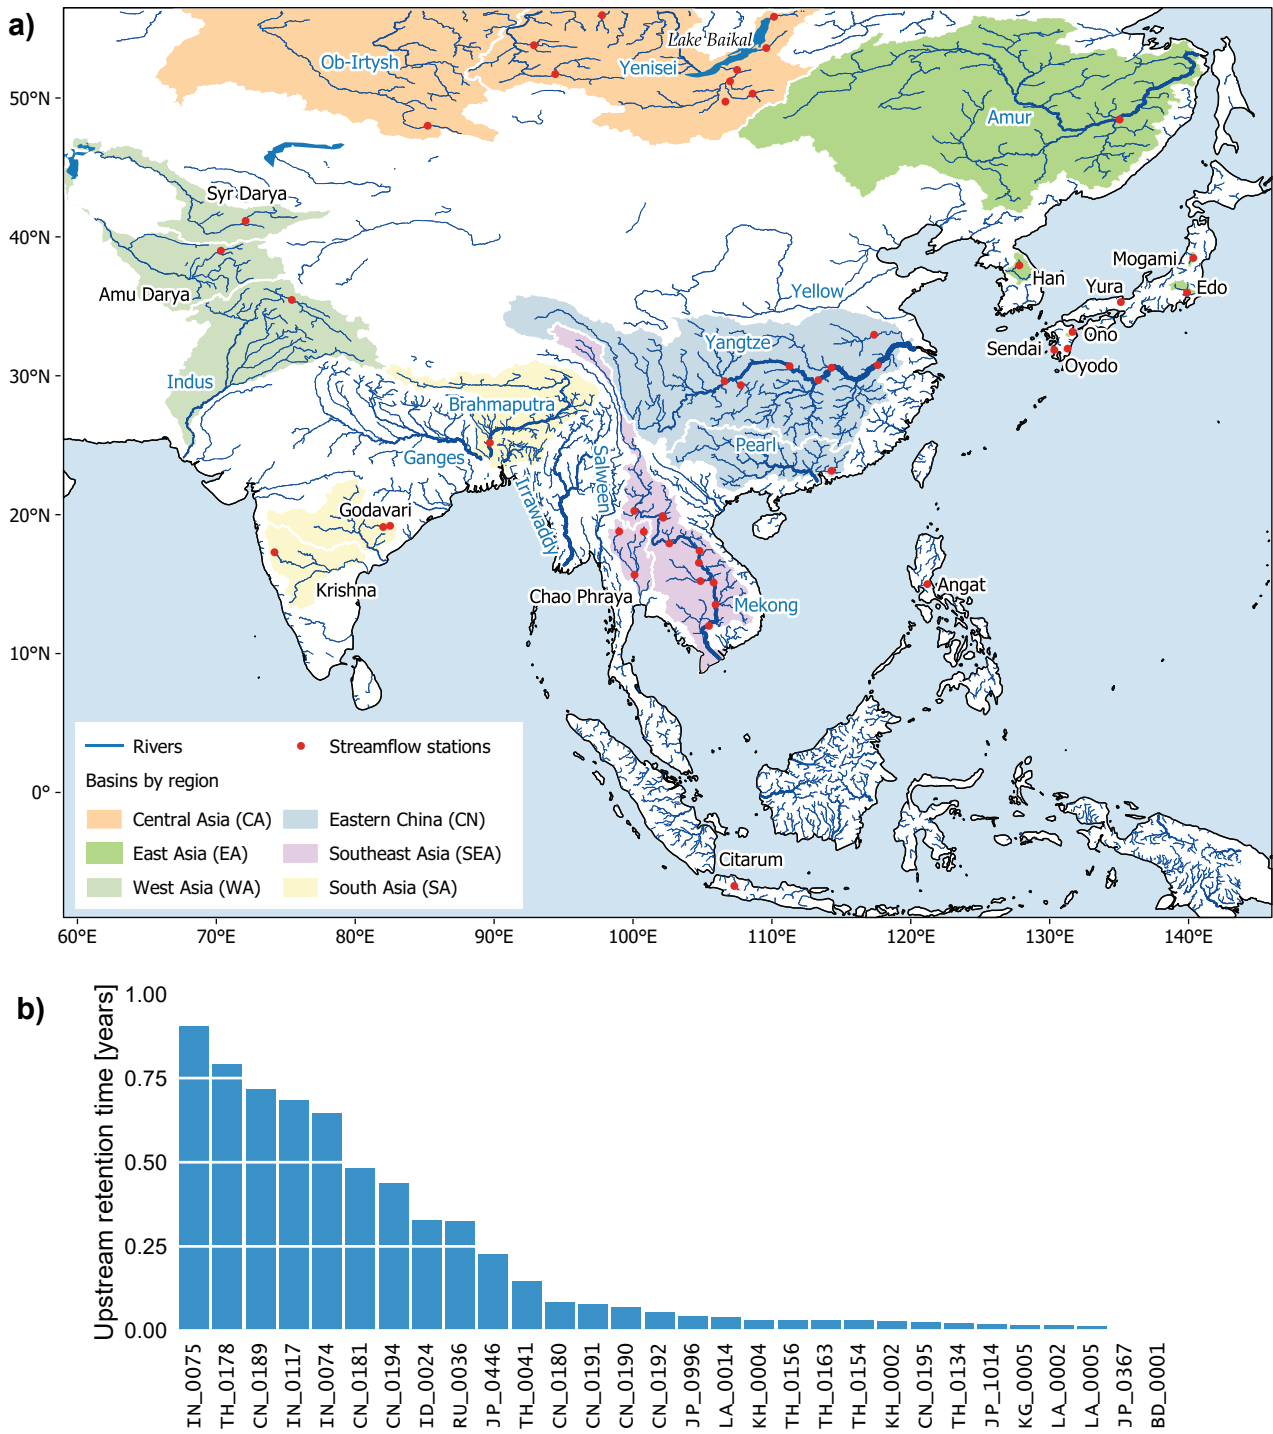 a)
Lake Baikal
Ob-Irtysh
Yenisei
50°N
Amur
Syr Darya
40°N
Mogami
Han
Yura
Edo
Amu Darya
Yellow
Yangtze
Ono
Sendai
Oyodo
30°N
Indus
Brahmaputra
Pearl
Ganges
Salween
Irrawaddy
20°N
Godavari
Krishna
Chao Phraya
Mekong
Angat
10°N
Rivers
Streamflow stations
Basins by region
0°
Central Asia (CA)
Eastern China (CN)
East Asia (EA)
Southeast Asia (SEA)
West Asia (WA)
South Asia (SA)
Citarum
60°E 70°E 80°E 90°E 100°E 110°E 120°E 130°E 140°E
b)
Upstream retention time [years]
1.00
0.75
0.50
0.25
0.00
IN_0075
TH_0178
CN_0189
IN_0117
IN_0074
CN_0181
CN_0194
ID_0024
RU_0036
JP_0446
TH_0041
CN_0180
CN_0191
CN_0190
CN_0192
JP_0996
LA_0014
KH_0004
TH_0156
TH_0163
TH_0154
KH_0002
CN_0195
TH_0134
JP_1014
KG_0005
LA_0002
LA_0005
JP_0367
BD_0001